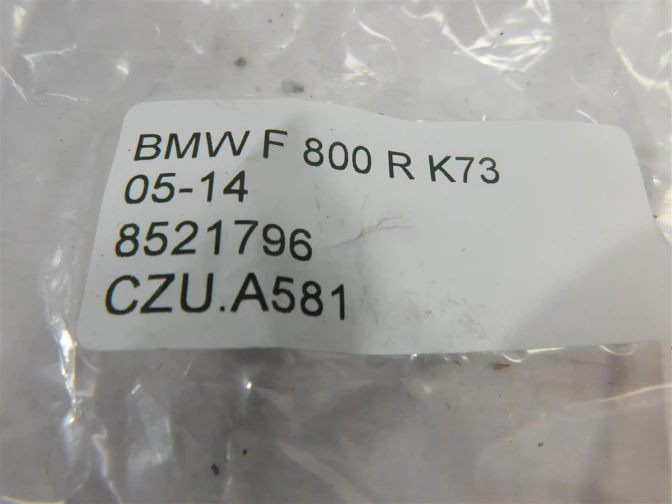 BMW F 800 R K73
05-14
8521796
CZU.A581